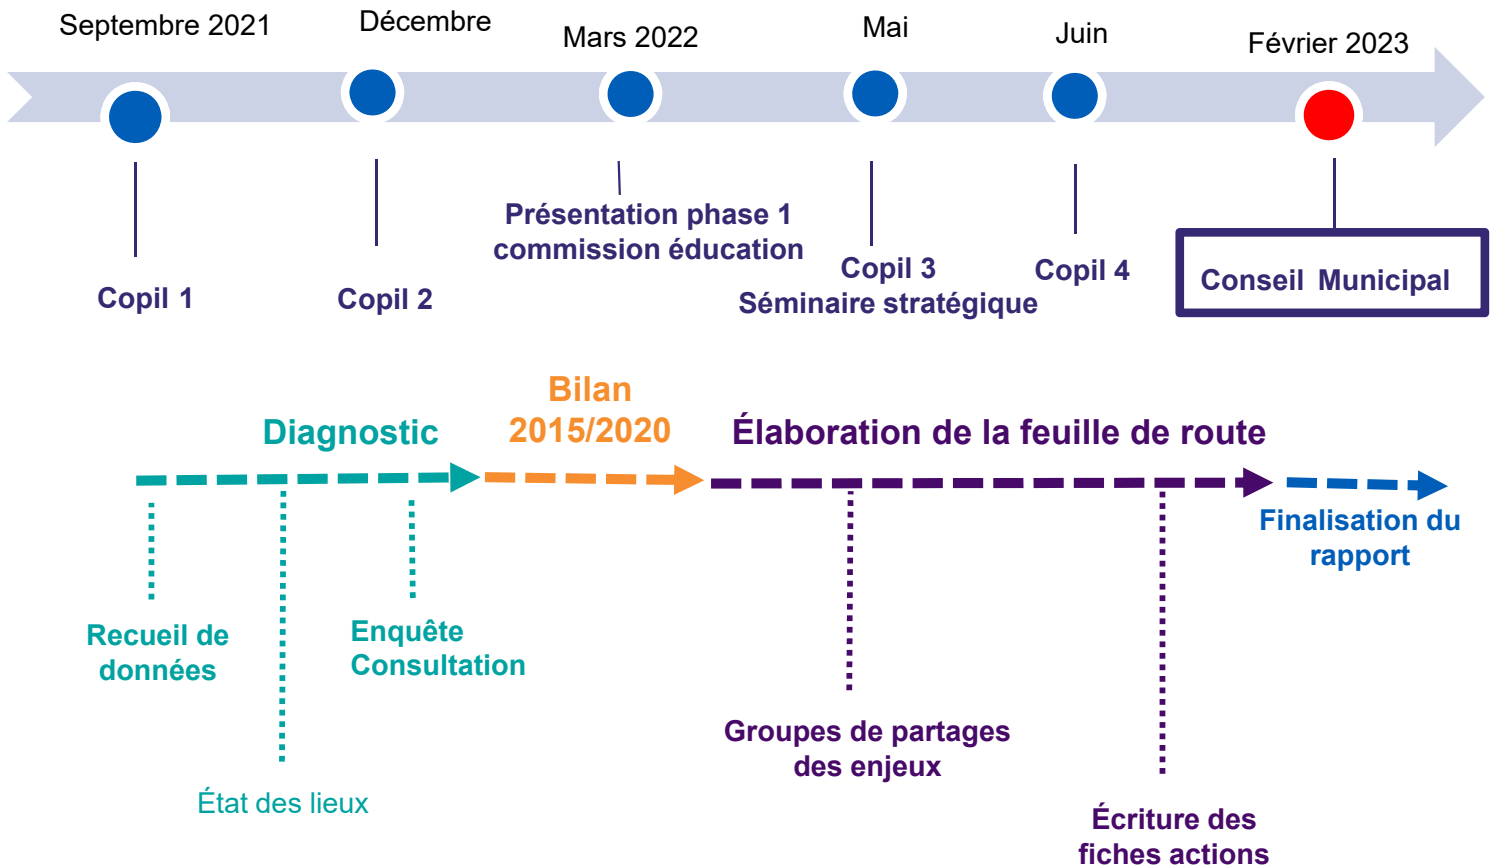 Septembre 2021
Décembre
Mars 2022
Mai
Juin
Février 2023
Copil 1
Copil 2
Présentation phase 1
commission éducation
Copil 3
Séminaire stratégique
Copil 4
Conseil Municipal
Diagnostic
Bilan
2015/2020
Élaboration de la feuille de route
Finalisation du
rapport
Recueil de
données
Enquête
Consultation
État des lieux
Groupes de partages
des enjeux
Écriture des
fiches actions